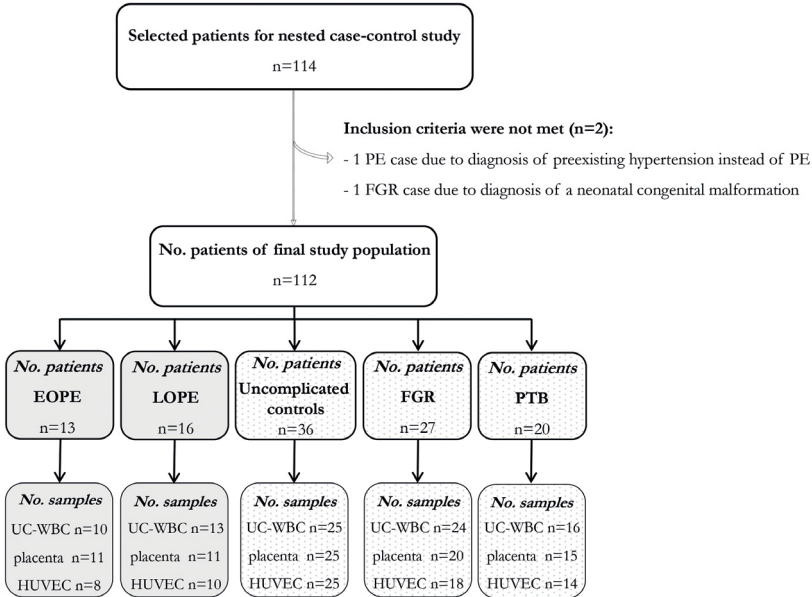 Selected patients for nested case-control study
n=114
Inclusion criteria were not met (n=2):
- 1 PE case due to diagnosis of preexisting hypertension instead of PE
- 1 FGR case due to diagnosis of a neonatal congenital malformation
No. patients of final study population
n=112
No. patients
EOPE
n=13
No. patients
LOPE
n=16
No. patients
Uncomplicated
controls
n=36
No. patients
FGR
n=27
No. patients
PTB
n=20
No. samples
UC-WBC n=10
placenta n=11
HUVEC n=8
No. samples
UC-WBC n=13
placenta n=11
HUVEC n=10
No. samples
UC-WBC n=25
placenta n=25
HUVEC n=25
No. samples
UC-WBC n=24
placenta n=20
HUVEC n=18
No. samples
UC-WBC n=16
placenta n=15
HUVEC n=14